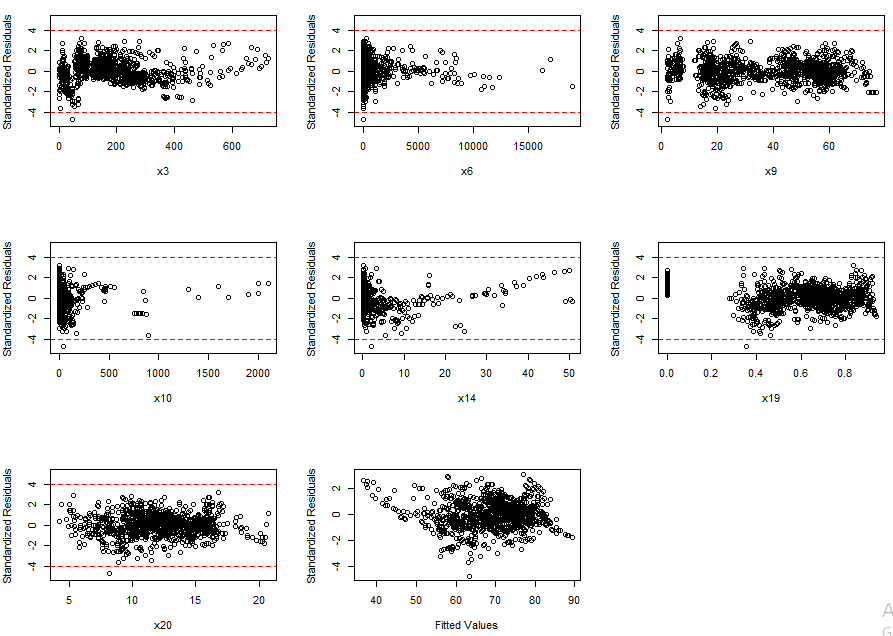 Standardized Residuals
4
2
0
-2
-4
0 200 400 600
x3
Standardized Residuals
4
2
0
-2
-4
0 5000 10000 15000
x6
Standardized Residuals
4
2
0
-2
-4
0 20 40 60
x9
Standardized Residuals
4
2
0
-2
-4
0 500 1000 1500 2000
x10
Standardized Residuals
4
2
0
-2
-4
0 10 20 30 40 50
x14
Standardized Residuals
4
2
0
-2
-4
0.0 0.2 0.4 0.6 0.8
x19
Standardized Residuals
4
2
0
-2
-4
5 10 15 20
x20
Standardized Residuals
2
0
-2
-4
40 50 60 70 80 90
Fitted Values
A
G